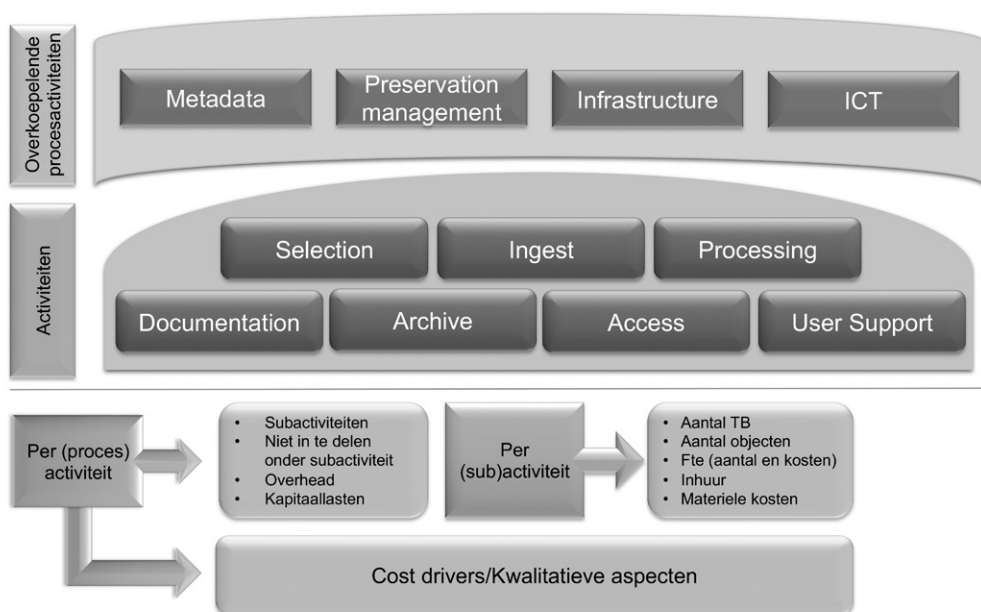 Overkoepelende
procesactiviteiten
Metadata
Preservation
management
Infrastructure
ICT
Activiteiten
Selection
Ingest
Processing
Documentation
Archive
Access
User Support
Per (proces)
activiteit
• Subactiviteiten
• Niet in te delen
onder subactiviteit
• Overhead
• Kapitaallasten
Per
(sub)activiteit
• Aantal TB
• Aantal objecten
• Fte (aantal en kosten)
• Inhuur
• Materiele kosten
Cost drivers/Kwalitatieve aspecten